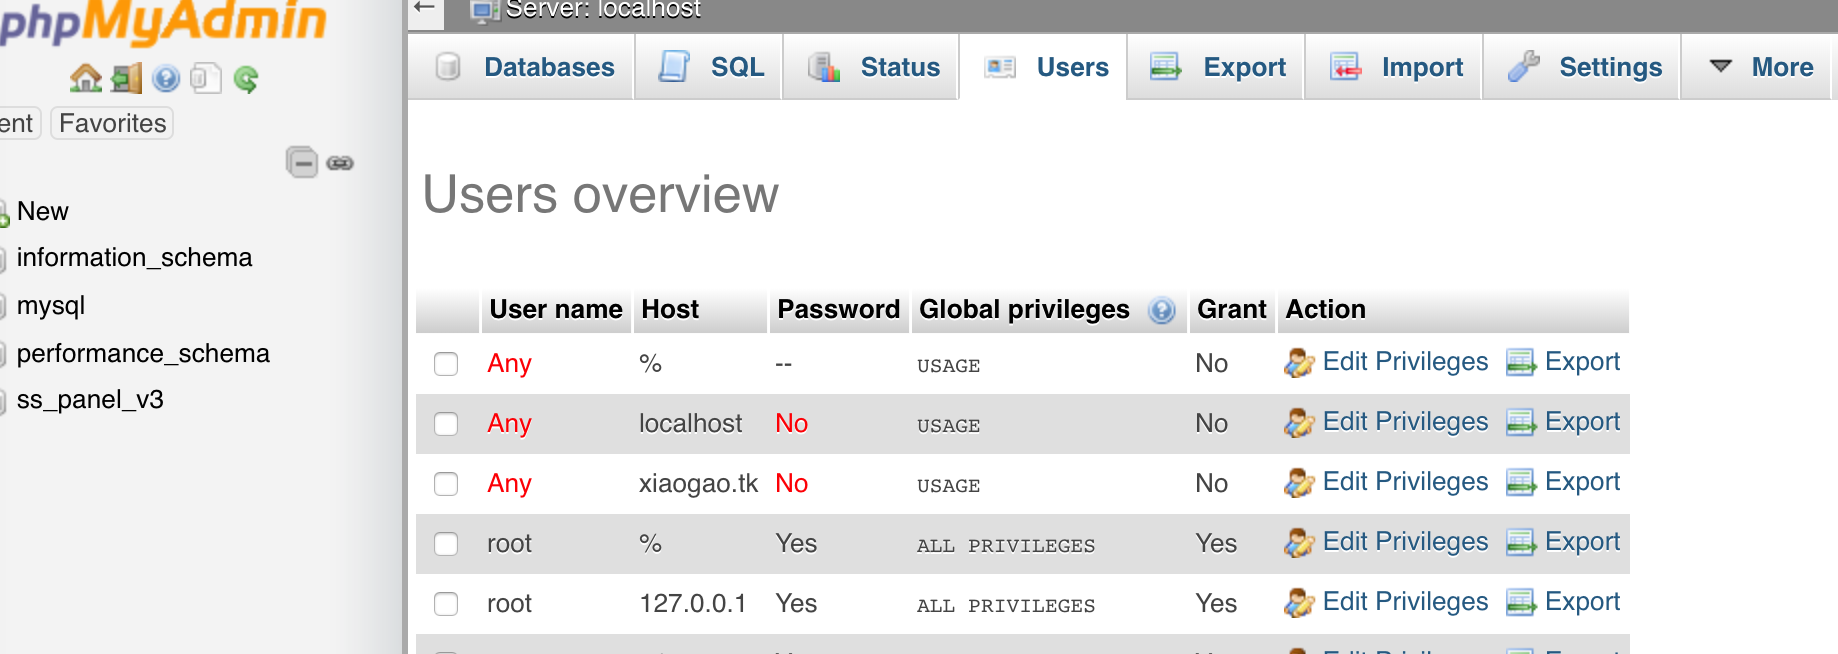 phpMyAdmin
Server: localhost
Databases SQL Status Users Export Import Settings More
ent Favorites
New
information_schema
mysql
performance_schema
ss_panel_v3
Users overview
User name Host Password Global privileges Grant Action
Any % -- USAGE No Edit Privileges Export
Any localhost No USAGE No Edit Privileges Export
Any xiaogao.tk No USAGE No Edit Privileges Export
root % Yes ALL PRIVILEGES Yes Edit Privileges Export
root 127.0.0.1 Yes ALL PRIVILEGES Yes Edit Privileges Export